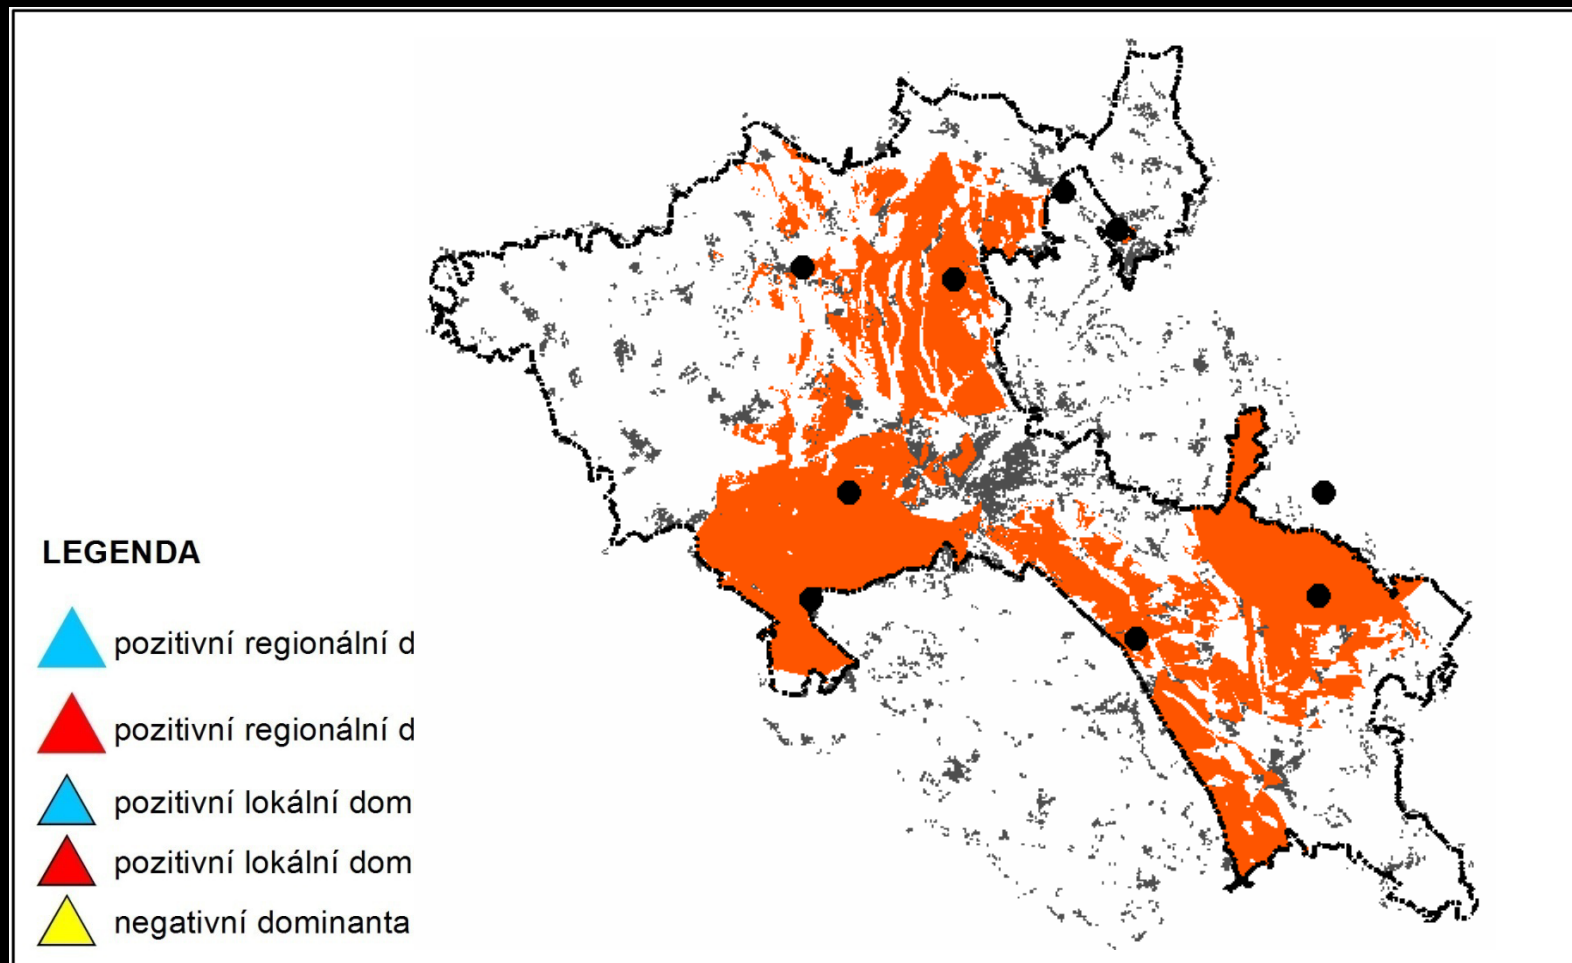 LEGENDA
pozitivní regionální d
pozitivní regionální d
pozitivní lokální dom
pozitivní lokální dom
negativní dominanta